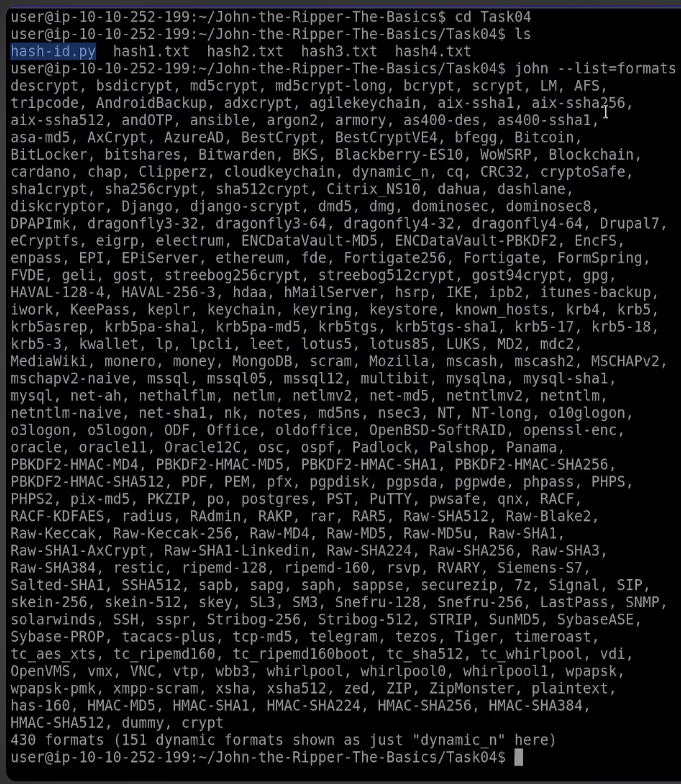 user@ip-10-10-252-199:~/John-the-Ripper-The-Basics$ cd Task04
user@ip-10-10-252-199:~/John-the-Ripper-The-Basics/Task04$ ls
hash-id.py  hash1.txt  hash2.txt  hash3.txt  hash4.txt
user@ip-10-10-252-199:~/John-the-Ripper-The-Basics/Task04$ john --list=formats
descrypt, bsdicrypt, md5crypt, md5crypt-long, bcrypt, scrypt, LM, AFS,
tripcode, AndroidBackup, adxcrypt, agilekeychain, aix-ssha1, aix-ssha256,
aix-ssha512, andOTP, ansible, argon2, armory, as400-des, as400-ssha1,
asa-md5, AxCrypt, AzureAD, BestCrypt, BestCryptVE4, bfegg, Bitcoin,
BitLocker, bitshares, Bitwarden, BKS, Blackberry-ES10, WoWSRP, Blockchain,
cardano, chap, Clipperz, cloudkeychain, dynamic_n, cq, CRC32, cryptoSafe,
sha1crypt, sha256crypt, sha512crypt, Citrix_NS10, dahua, dashlane,
diskcryptor, Django, django-scrypt, dmd5, dmg, dominosec, dominosec8,
DPAPImk, dragonfly3-32, dragonfly3-64, dragonfly4-32, dragonfly4-64, Drupal7,
eCryptfs, eigrp, electrum, ENCDataVault-MD5, ENCDataVault-PBKDF2, EncFS,
enpass, EPI, EPiServer, ethereum, fde, Fortigate256, Fortigate, FormSpring,
FVDE, geli, gost, streebog256crypt, streebog512crypt, gost94crypt, gpg,
HAVAL-128-4, HAVAL-256-3, hdaa, hMailServer, hsrp, IKE, ipb2, itunes-backup,
iwork, KeePass, keplr, keychain, keyring, keystore, known_hosts, krb4, krb5,
krb5asrep, krb5pa-sha1, krb5pa-md5, krb5tgs, krb5tgs-sha1, krb5-17, krb5-18,
krb5-3, kwallet, lp, lpcli, leet, lotus5, lotus85, LUKS, MD2, mdc2,
MediaWiki, monero, money, MongoDB, scram, Mozilla, mscash, mscash2, MSCHAPv2,
mschapv2-naive, mssql, mssql05, mssql12, multibit, mysqlna, mysql-sha1,
mysql, net-ah, nethalflm, netlm, netlmv2, net-md5, netntlmv2, netntlm,
netntlm-naive, net-sha1, nk, notes, md5ns, nsec3, NT, NT-long, o10glogon,
o3logon, o5logon, ODF, Office, oldoffice, OpenBSD-SoftRAID, openssl-enc,
oracle, oracle11, Oracle12C, osc, ospf, Padlock, Palshop, Panama,
PBKDF2-HMAC-MD4, PBKDF2-HMAC-MD5, PBKDF2-HMAC-SHA1, PBKDF2-HMAC-SHA256,
PBKDF2-HMAC-SHA512, PDF, PEM, pfx, pgpdisk, pgpsda, pgpwde, phpass, PHPS,
PHPS2, pix-md5, PKZIP, po, postgres, PST, PuTTY, pwsafe, qnx, RACF,
RACF-KDFAES, radius, RAdmin, RAKP, rar, RAR5, Raw-SHA512, Raw-Blake2,
Raw-Keccak, Raw-Keccak-256, Raw-MD4, Raw-MD5, Raw-MD5u, Raw-SHA1,
Raw-SHA1-AxCrypt, Raw-SHA1-Linkedin, Raw-SHA224, Raw-SHA256, Raw-SHA3,
Raw-SHA384, restic, ripemd-128, ripemd-160, rsvp, RVARY, Siemens-S7,
Salted-SHA1, SSHA512, sapb, sapg, saph, sappse, securezip, 7z, Signal, SIP,
skein-256, skein-512, skey, SL3, SM3, Snefru-128, Snefru-256, LastPass, SNMP,
solarwinds, SSH, sspr, Stribog-256, Stribog-512, STRIP, SunMD5, SybaseASE,
Sybase-PROP, tacacs-plus, tcp-md5, telegram, tezos, Tiger, timeroast,
tc_aes_xts, tc_ripemd160, tc_ripemd160boot, tc_sha512, tc_whirlpool, vdi,
OpenVMS, vmx, VNC, vtp, wbb3, whirlpool, whirlpool0, whirlpool1, wpapsk,
wpapsk-pmk, xmpp-scram, xsha, xsha512, zed, ZIP, ZipMonster, plaintext,
has-160, HMAC-MD5, HMAC-SHA1, HMAC-SHA224, HMAC-SHA256, HMAC-SHA384,
HMAC-SHA512, dummy, crypt
430 formats (151 dynamic formats shown as just "dynamic_n" here)
user@ip-10-10-252-199:~/John-the-Ripper-The-Basics/Task04$